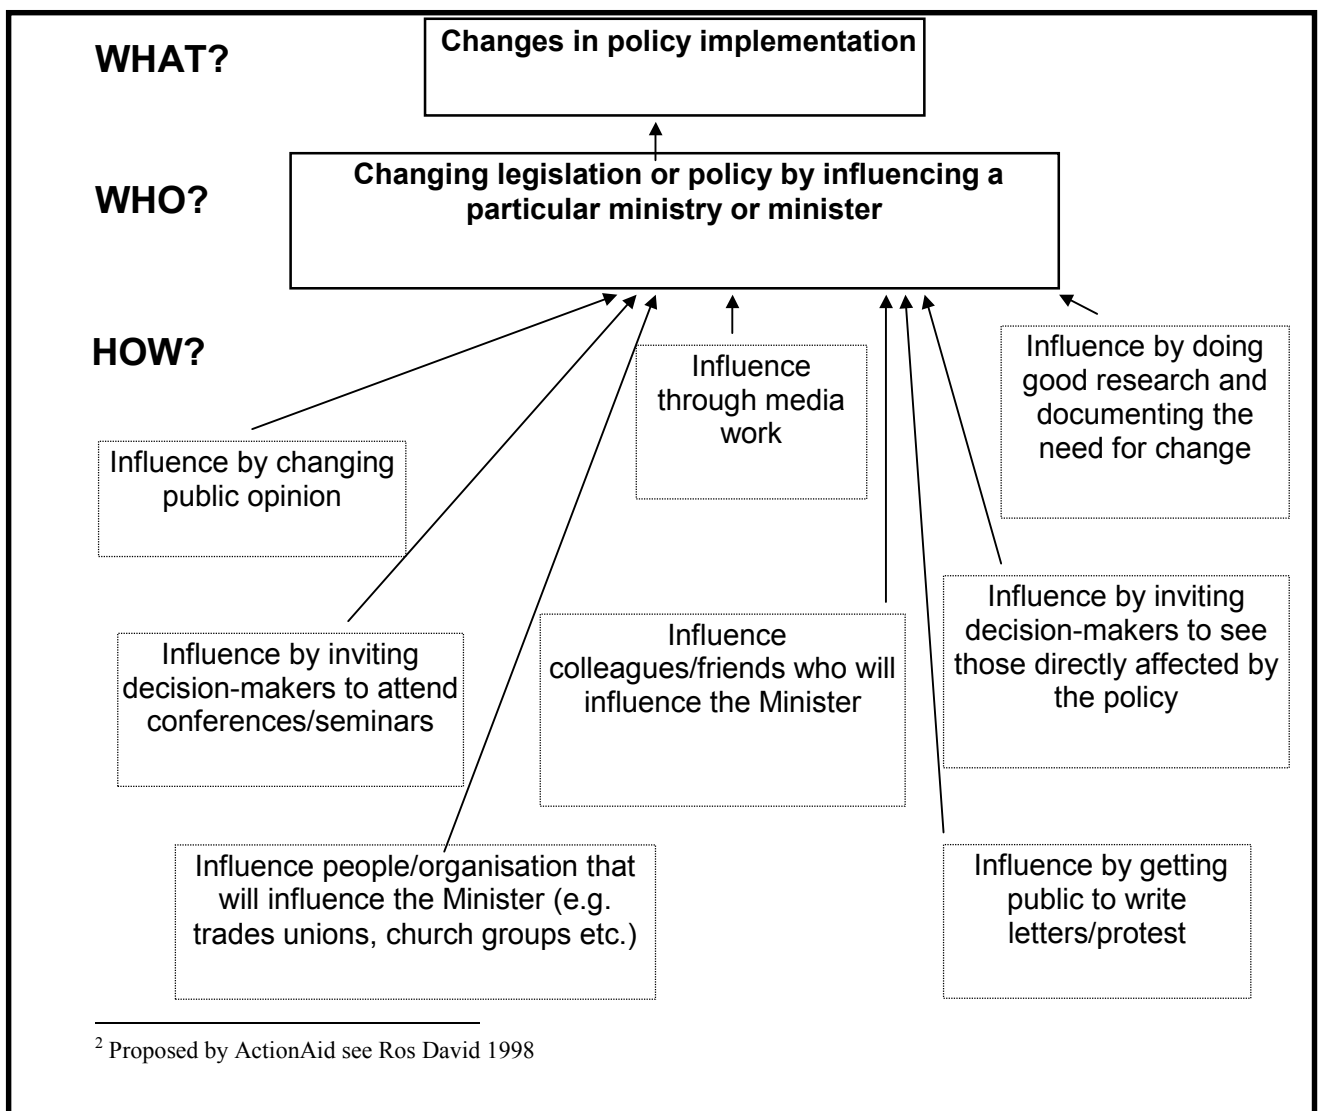 WHAT?
Changes in policy implementation
WHO?
Changing legislation or policy by influencing a
particular ministry or minister
HOW?
Influence by changing
public opinion
Influence
through media
work
Influence by doing
good research and
documenting the
need for change
Influence by inviting
decision-makers to attend
conferences/seminars
Influence
colleagues/friends who will
influence the Minister
Influence by inviting
decision-makers to see
those directly affected by
the policy
Influence people/organisation that
will influence the Minister (e.g.
trades unions, church groups etc.)
Influence by getting
public to write
letters/protest
2 Proposed by ActionAid see Ros David 1998